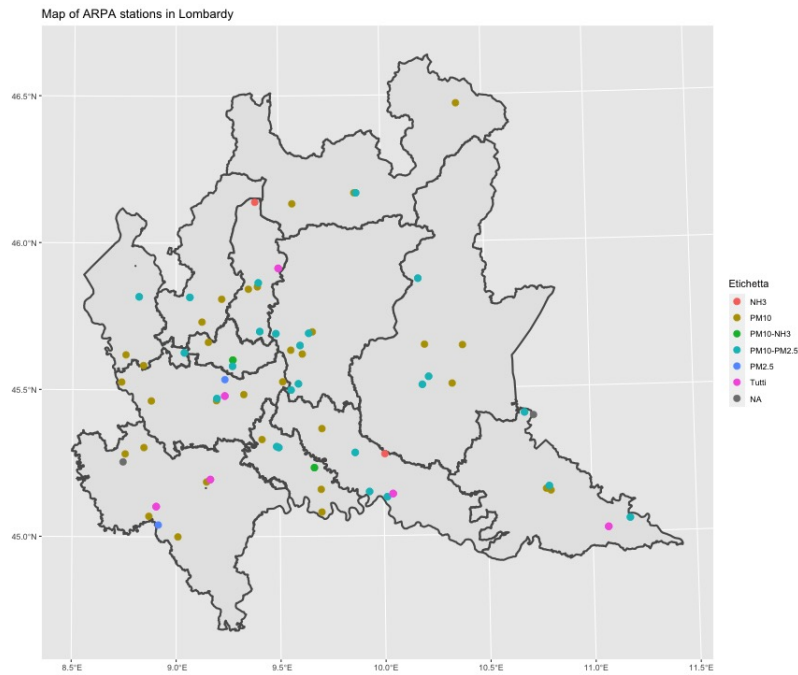 Map of ARPA stations in Lombardy
46.5°N
46.0°N
45.5°N
45.0°N
8.5°E
9.0°E
9.5°E
10.0°E
10.5°E
11.0°E
11.5°E
Etichetta
NH3
PM10
PM10-NH3
PM10-PM2.5
PM2.5
Tutti
NA